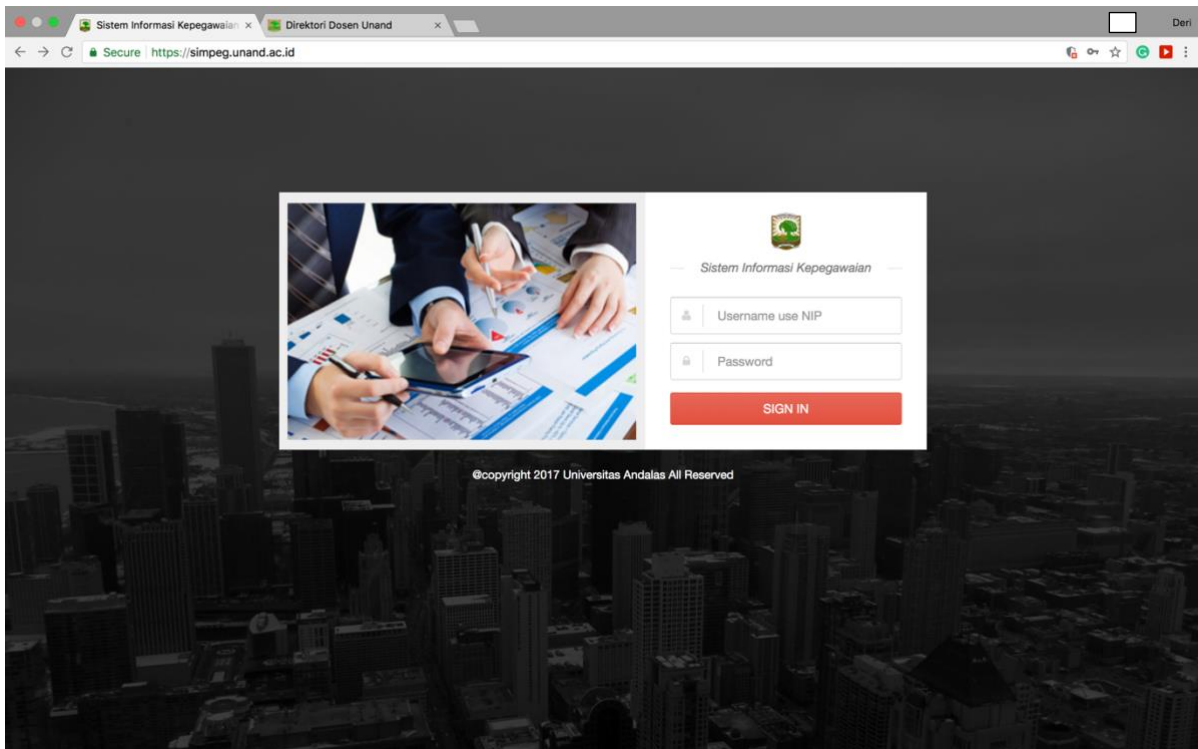 Sistem Informasi Kepegawaian
Direktori Dosen Unand
Deri
Secure https://simpeg.unand.ac.id
Sistem Informasi Kepegawaian
Username use NIP
Password
SIGN IN
@copyright 2017 Universitas Andalas All Reserved